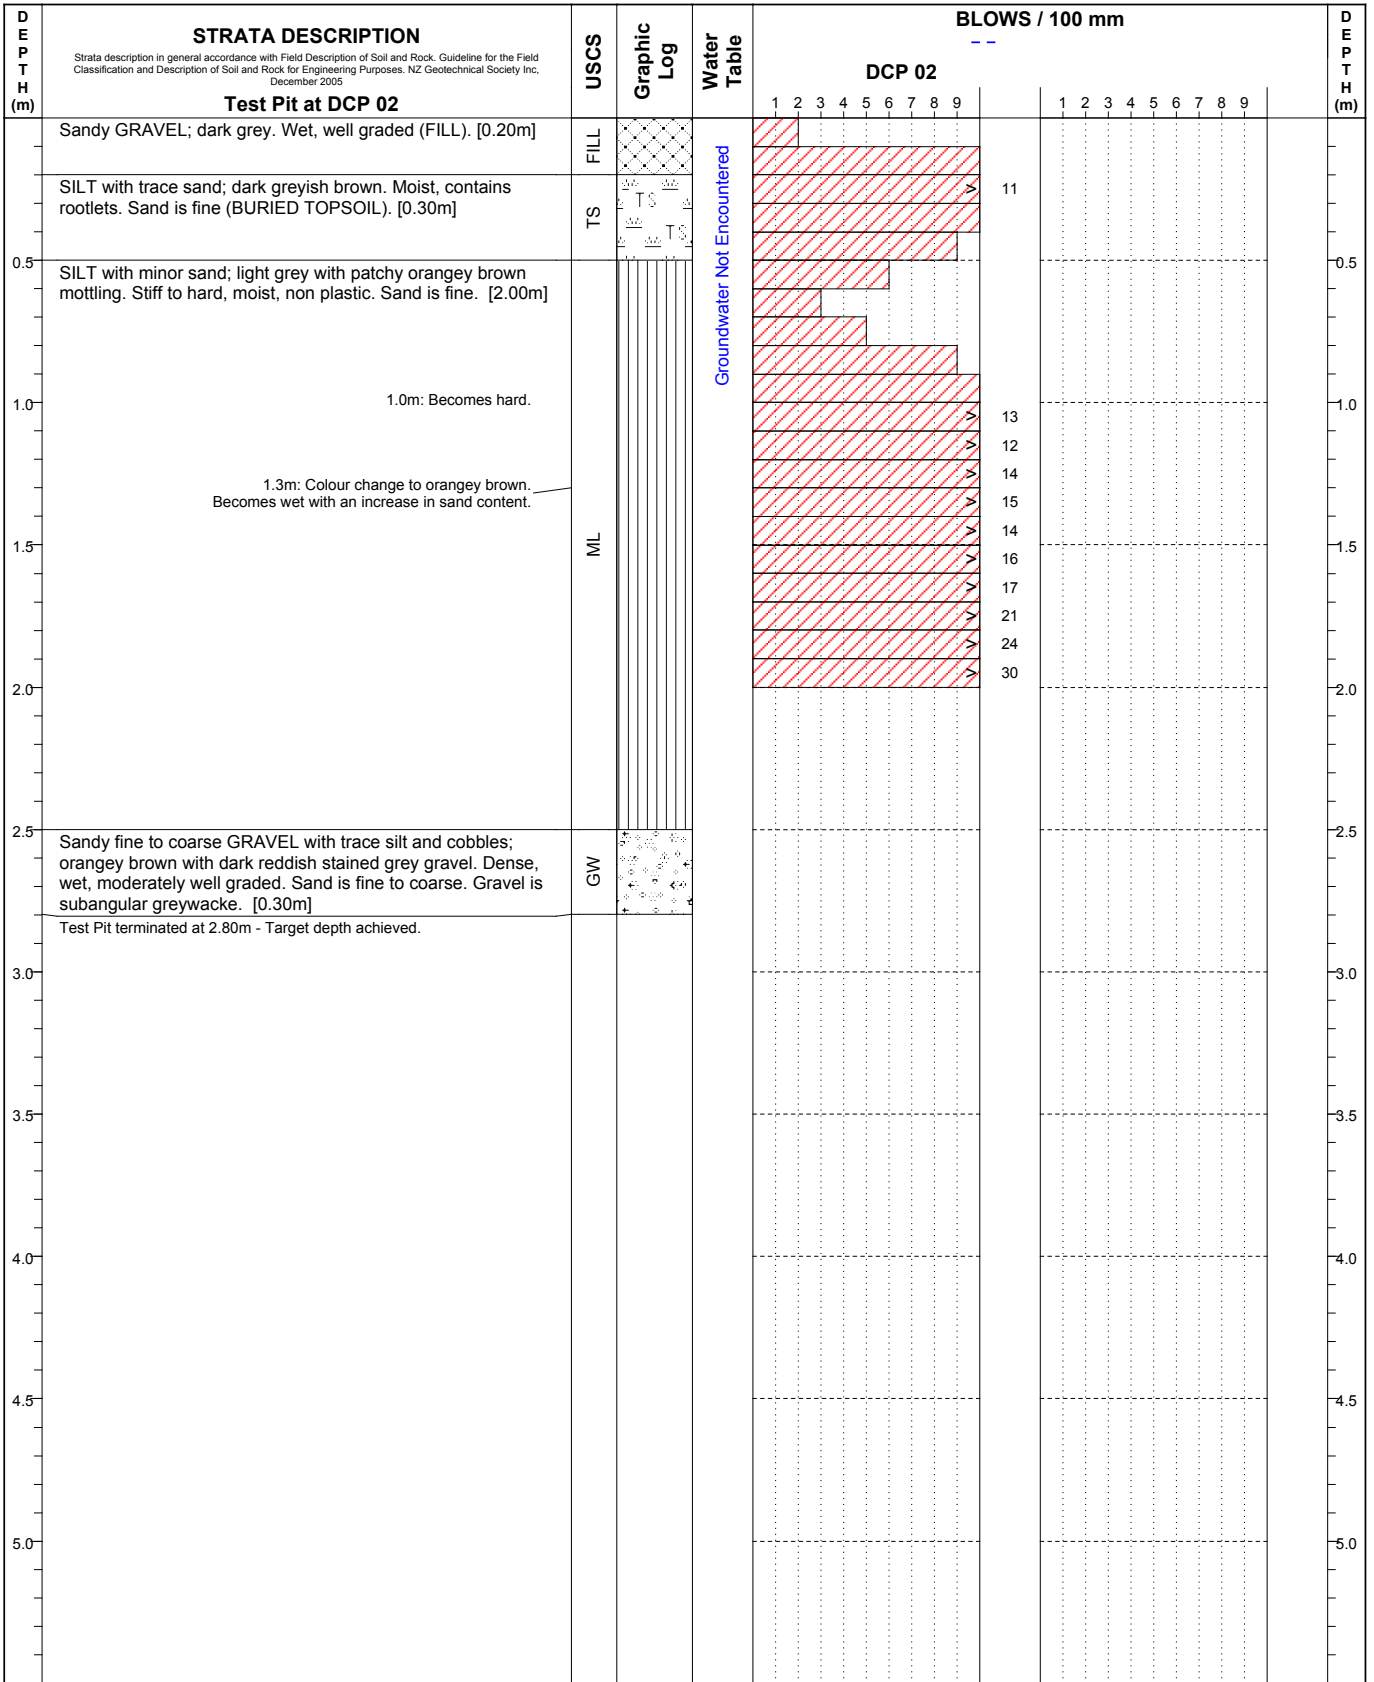 DEPTH (m)
STRATA DESCRIPTION
Strata description in general accordance with Field Description of Soil and Rock. Guideline for the Field
Classification and Description of Soil and Rock for Engineering Purposes. NZ Geotechnical Society Inc,
December 2005
Test Pit at DCP 02
USCS
Graphic
Log
Water
Table
BLOWS / 100 mm
DCP 02
1 2 3 4 5 6 7 8 9
1 2 3 4 5 6 7 8 9
DEPTH (m)
Sandy GRAVEL; dark grey. Wet, well graded (FILL). [0.20m]
FILL
Groundwater Not Encountered
SILT with trace sand; dark greyish brown. Moist, contains
rootlets. Sand is fine (BURIED TOPSOIL). [0.30m]
TS
TS
TS
> 11
0.5
0.5
SILT with minor sand; light grey with patchy orangey brown
mottling. Stiff to hard, moist, non plastic. Sand is fine. [2.00m]
1.0m: Becomes hard.
1.0
1.0
> 13
> 12
> 14
1.3m: Colour change to orangey brown.
Becomes wet with an increase in sand content.
> 15
> 14
ML
1.5
1.5
> 16
> 17
> 21
> 24
> 30
2.0
2.0
2.5
2.5
Sandy fine to coarse GRAVEL with trace silt and cobbles;
orangey brown with dark reddish stained grey gravel. Dense,
wet, moderately well graded. Sand is fine to coarse. Gravel is
subangular greywacke. [0.30m]
GW
Test Pit terminated at 2.80m - Target depth achieved.
3.0
3.0
3.5
3.5
4.0
4.0
4.5
4.5
5.0
5.0